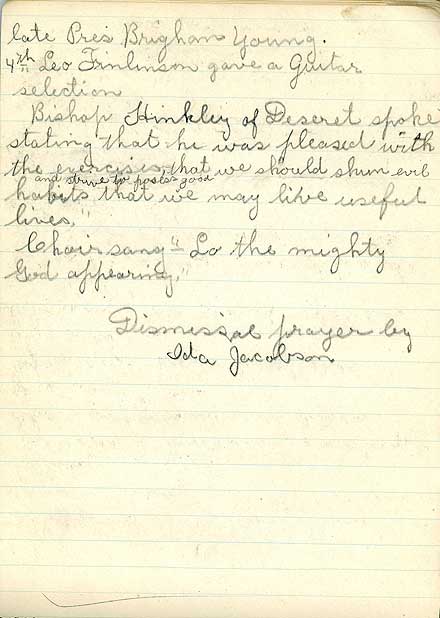 late Pres Brigham Young.
4th Leo Finlinson gave a Guitar
selection
Bishop Hinkley of Deseret spoke
stating that he was pleased with
the exercises, "that we should shun evil
and strive to posses good
habits that we may live useful
lives,"
Choir sang "Lo the mighty
God appearing,"
Dismissal prayer by
Ida Jacobson